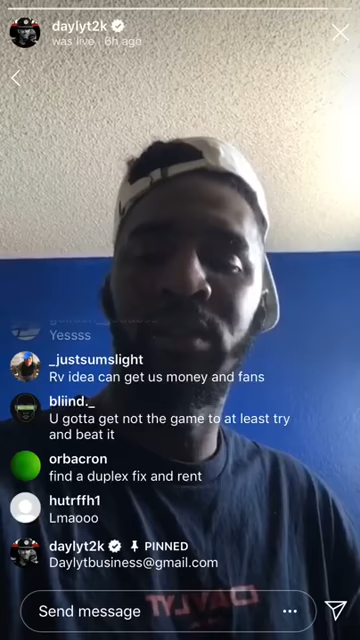 daylyt2k
was live · 6h ago
Yessss
_justsumslight
Rv idea can get us money and fans
bliind._
U gotta get not the game to at least try
and beat it
orbacron
find a duplex fix and rent
hutrffh1
Lmaooo
daylyt2k PINNED
Daylytbusiness@gmail.com
Send message
DAYLYT